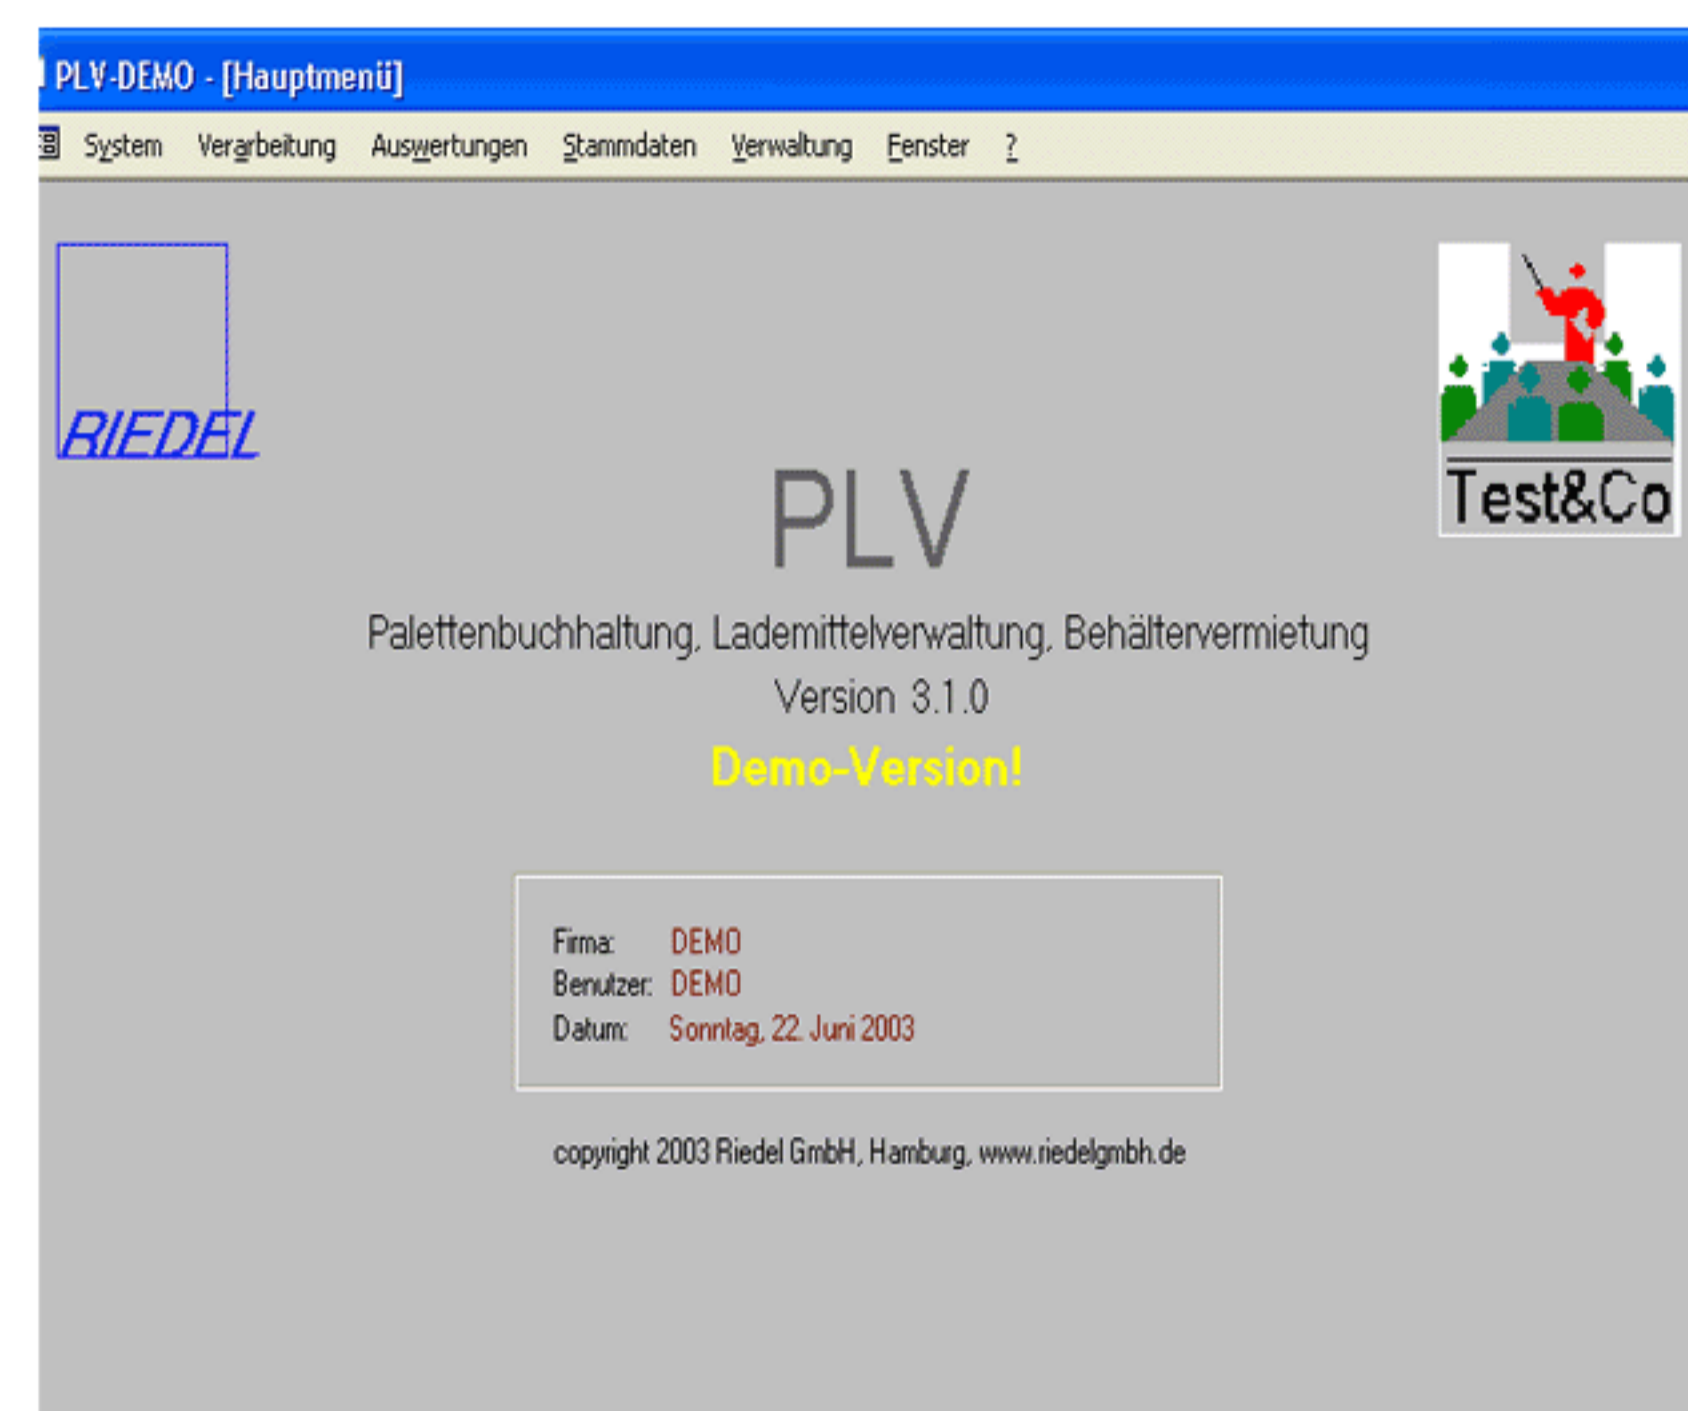 PLV-DEMO - [Hauptmenü]
System Verarbeitung Auswertungen Stammdaten Verwaltung Fenster ?
RIEDEL
Test&Co
PLV
Palettenbuchhaltung, Lademittelverwaltung, Behältervermietung
Version 3.1.0
Demo-Version!
Firma: DEMO
Benutzer: DEMO
Datum: Sonntag, 22. Juni 2003
copyright 2003 Riedel GmbH, Hamburg, www.riedelgmbh.de